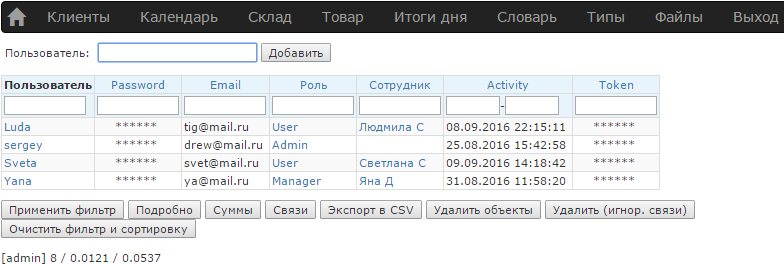 Клиенты Календарь Склад Товар Итоги дня Словарь Типы Файлы Выход
Пользователь: Добавить
Пользователь Password Email Роль Сотрудник Activity Token
-
Luda ****** tig@mail.ru User Людмила С 08.09.2016 22:15:11 ******
sergey ****** drew@mail.ru Admin 25.08.2016 15:42:58 ******
Sveta ****** svet@mail.ru User Светлана С 09.09.2016 14:18:42 ******
Yana ****** ya@mail.ru Manager Яна Д 31.08.2016 11:58:20 ******
Применить фильтр Подробно Суммы Связи Экспорт в CSV Удалить объекты Удалить (игнор. связи)
Очистить фильтр и сортировку
[admin] 8 / 0.0121 / 0.0537